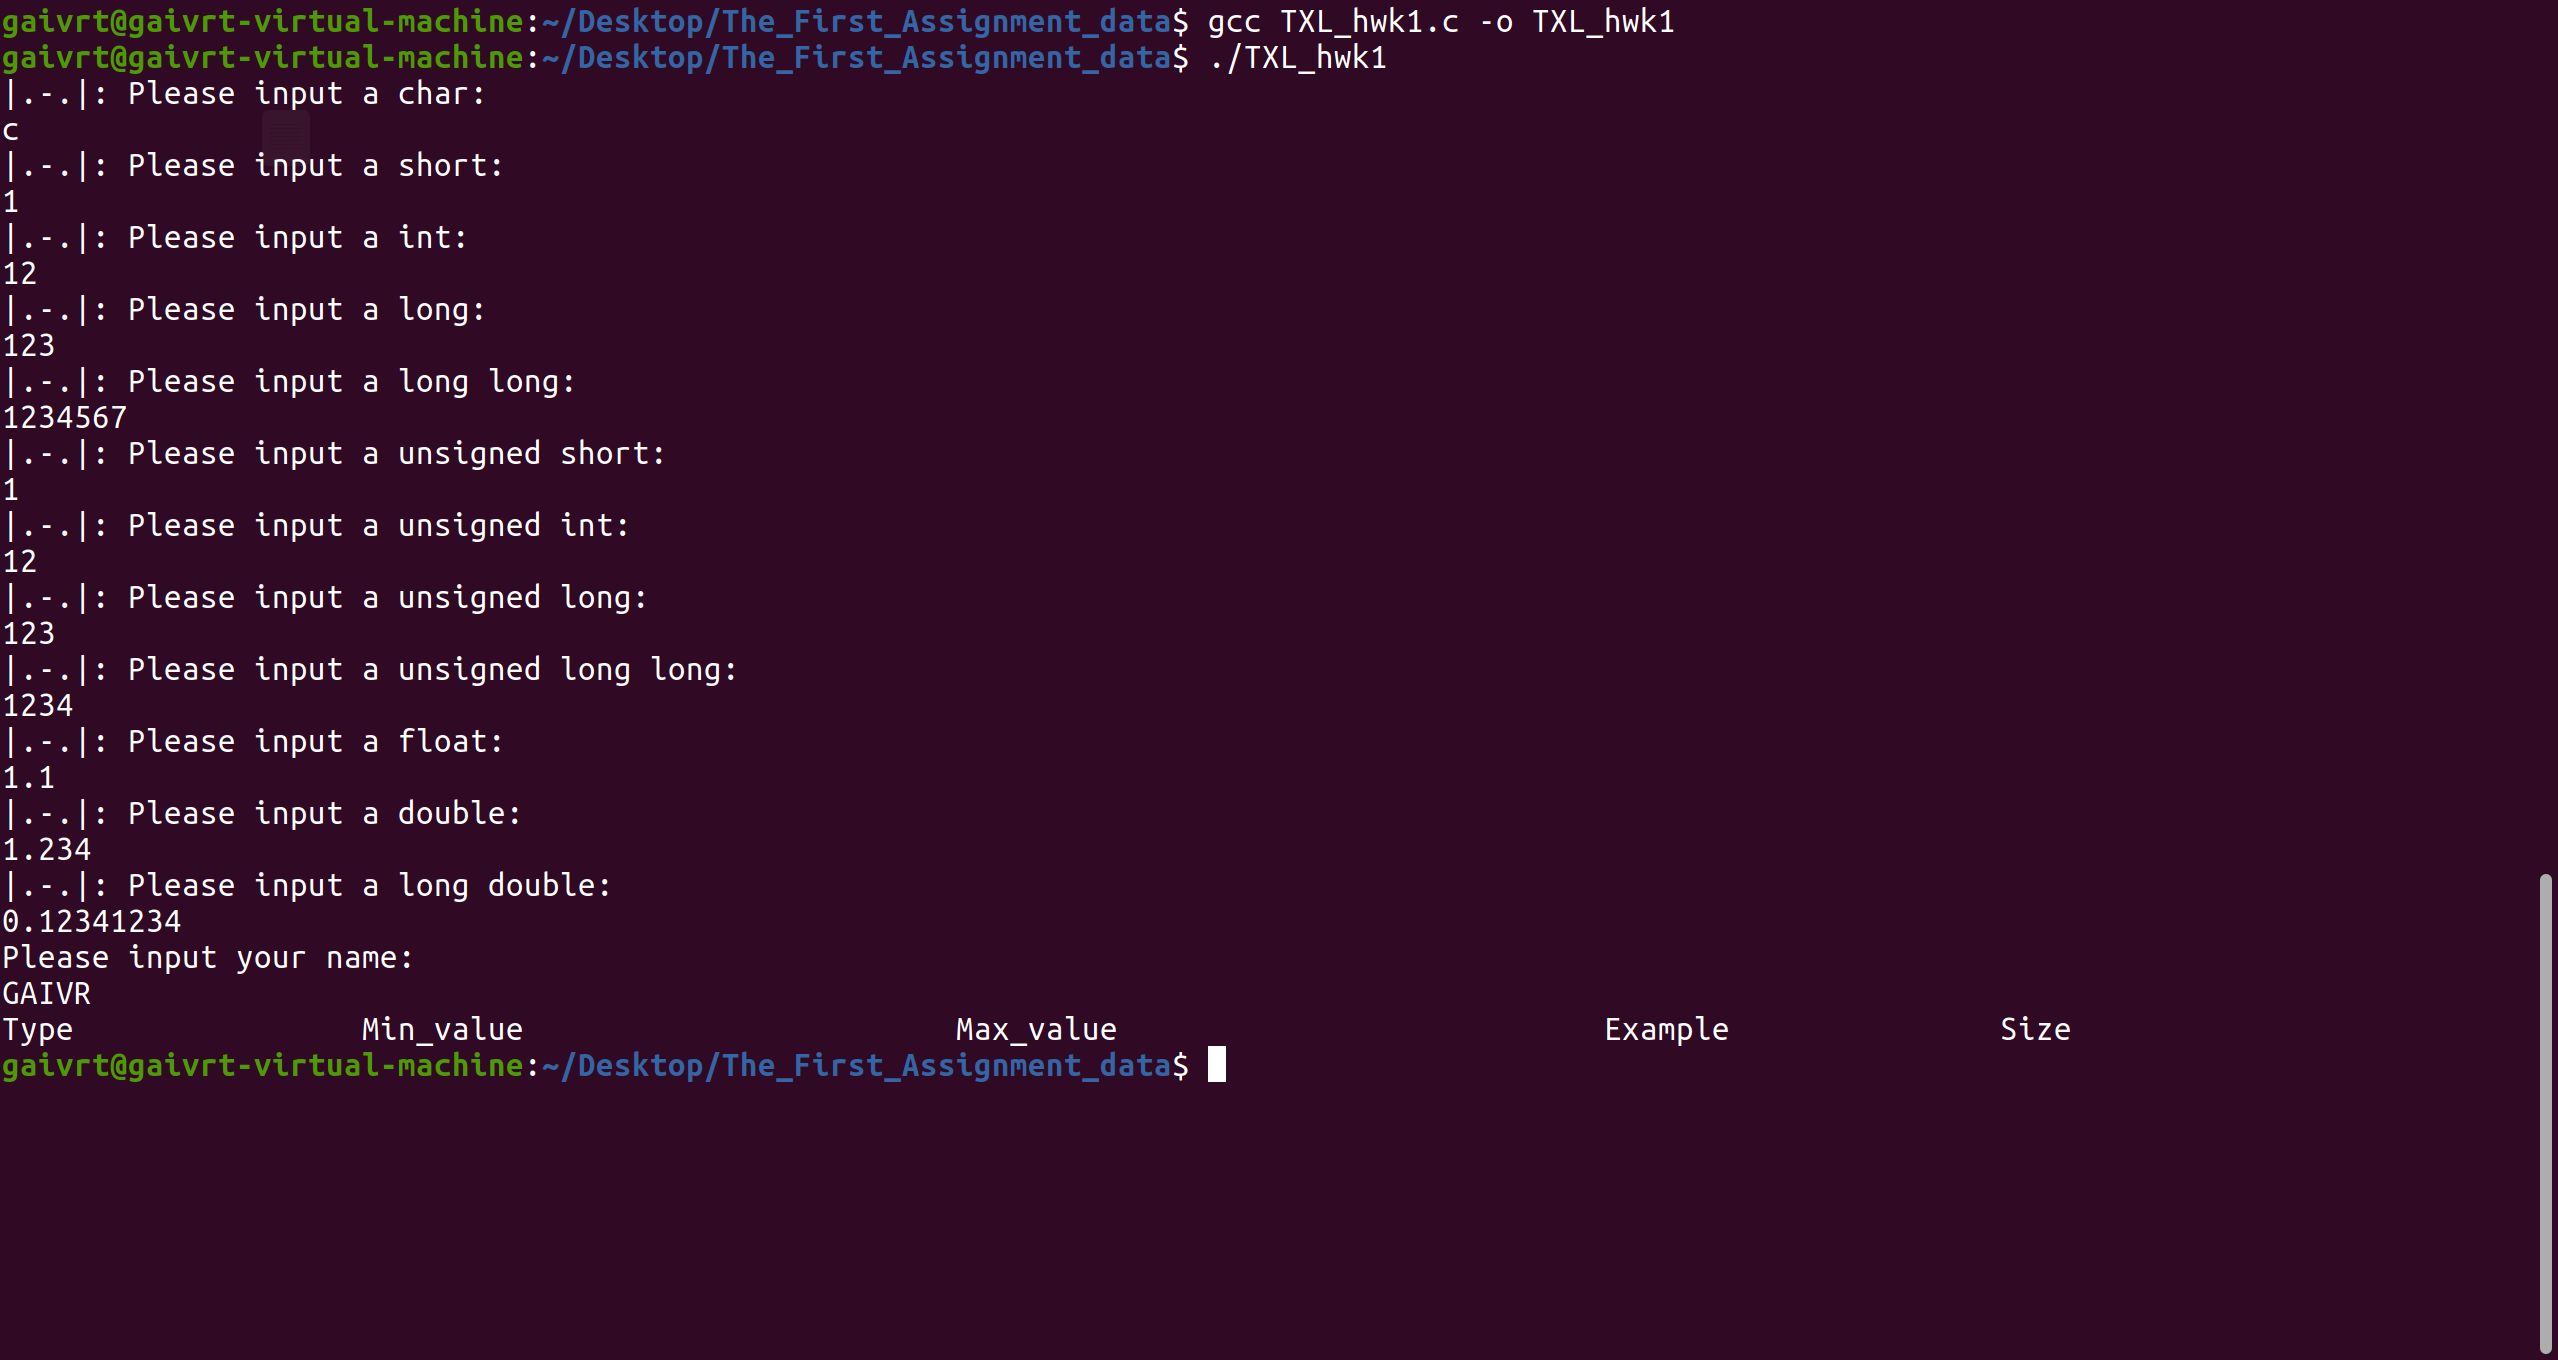 gaivrt@gaivrt-virtual-machine:~/Desktop/The_First_Assignment_data$ gcc TXL_hwk1.c -o TXL_hwk1
gaivrt@gaivrt-virtual-machine:~/Desktop/The_First_Assignment_data$ ./TXL_hwk1
|.-.|: Please input a char:
c
|.-.|: Please input a short:
1
|.-.|: Please input a int:
12
|.-.|: Please input a long:
123
|.-.|: Please input a long long:
1234567
|.-.|: Please input a unsigned short:
1
|.-.|: Please input a unsigned int:
12
|.-.|: Please input a unsigned long:
123
|.-.|: Please input a unsigned long long:
1234
|.-.|: Please input a float:
1.1
|.-.|: Please input a double:
1.234
|.-.|: Please input a long double:
0.12341234
Please input your name:
GAIVR
Type Min_value Max_value Example Size
gaivrt@gaivrt-virtual-machine:~/Desktop/The_First_Assignment_data$